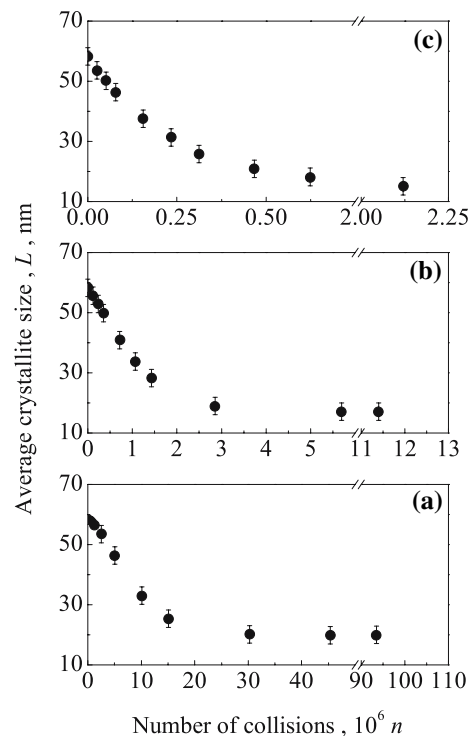 70
(c)
50
30
10
0.00 0.25 0.50 2.00 2.25
70
(b)
50
30
10
0 1 2 3 4 5 6 11 12 13
70
(a)
50
30
10
0 10 20 30 40 50 90 100 110
Average crystallite size , L , nm
Number of collisions , 10⁶ n